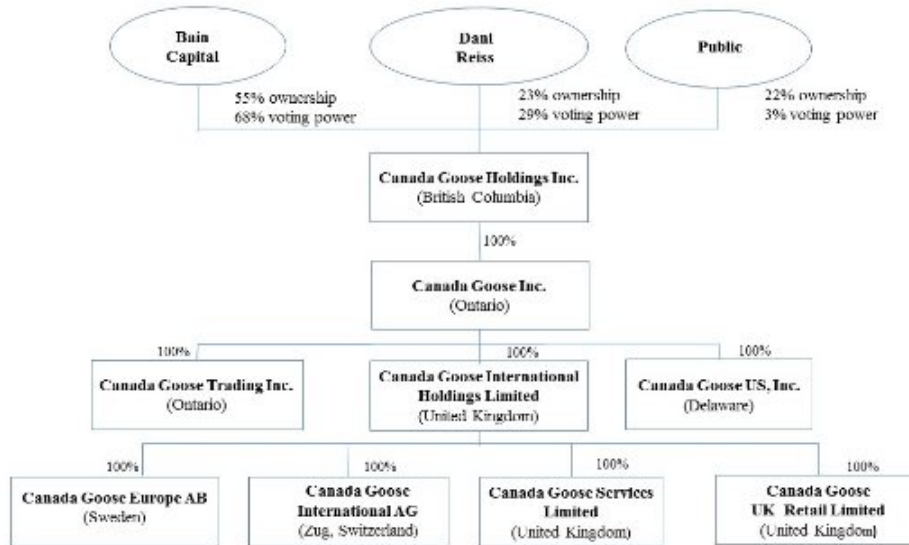 Bain
Capital
Dani
Reiss
Public
55% ownership
68% voting power
23% ownership
29% voting power
22% ownership
3% voting power
Canada Goose Holdings Inc.
(British Columbia)
100%
Canada Goose Inc.
(Ontario)
100%
100%
100%
Canada Goose Trading Inc.
(Ontario)
Canada Goose International
Holdings Limited
(United Kingdom)
Canada Goose US, Inc.
(Delaware)
100%
100%
100%
100%
Canada Goose Europe AB
(Sweden)
Canada Goose
International AG
(Zug, Switzerland)
Canada Goose Services
Limited
(United Kingdom)
Canada Goose
UK Retail Limited
(United Kingdom)